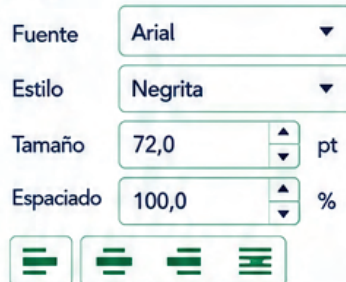 Fuente Arial
Estilo Negrita
Tamaño 72,0 pt
Espaciado 100,0 %